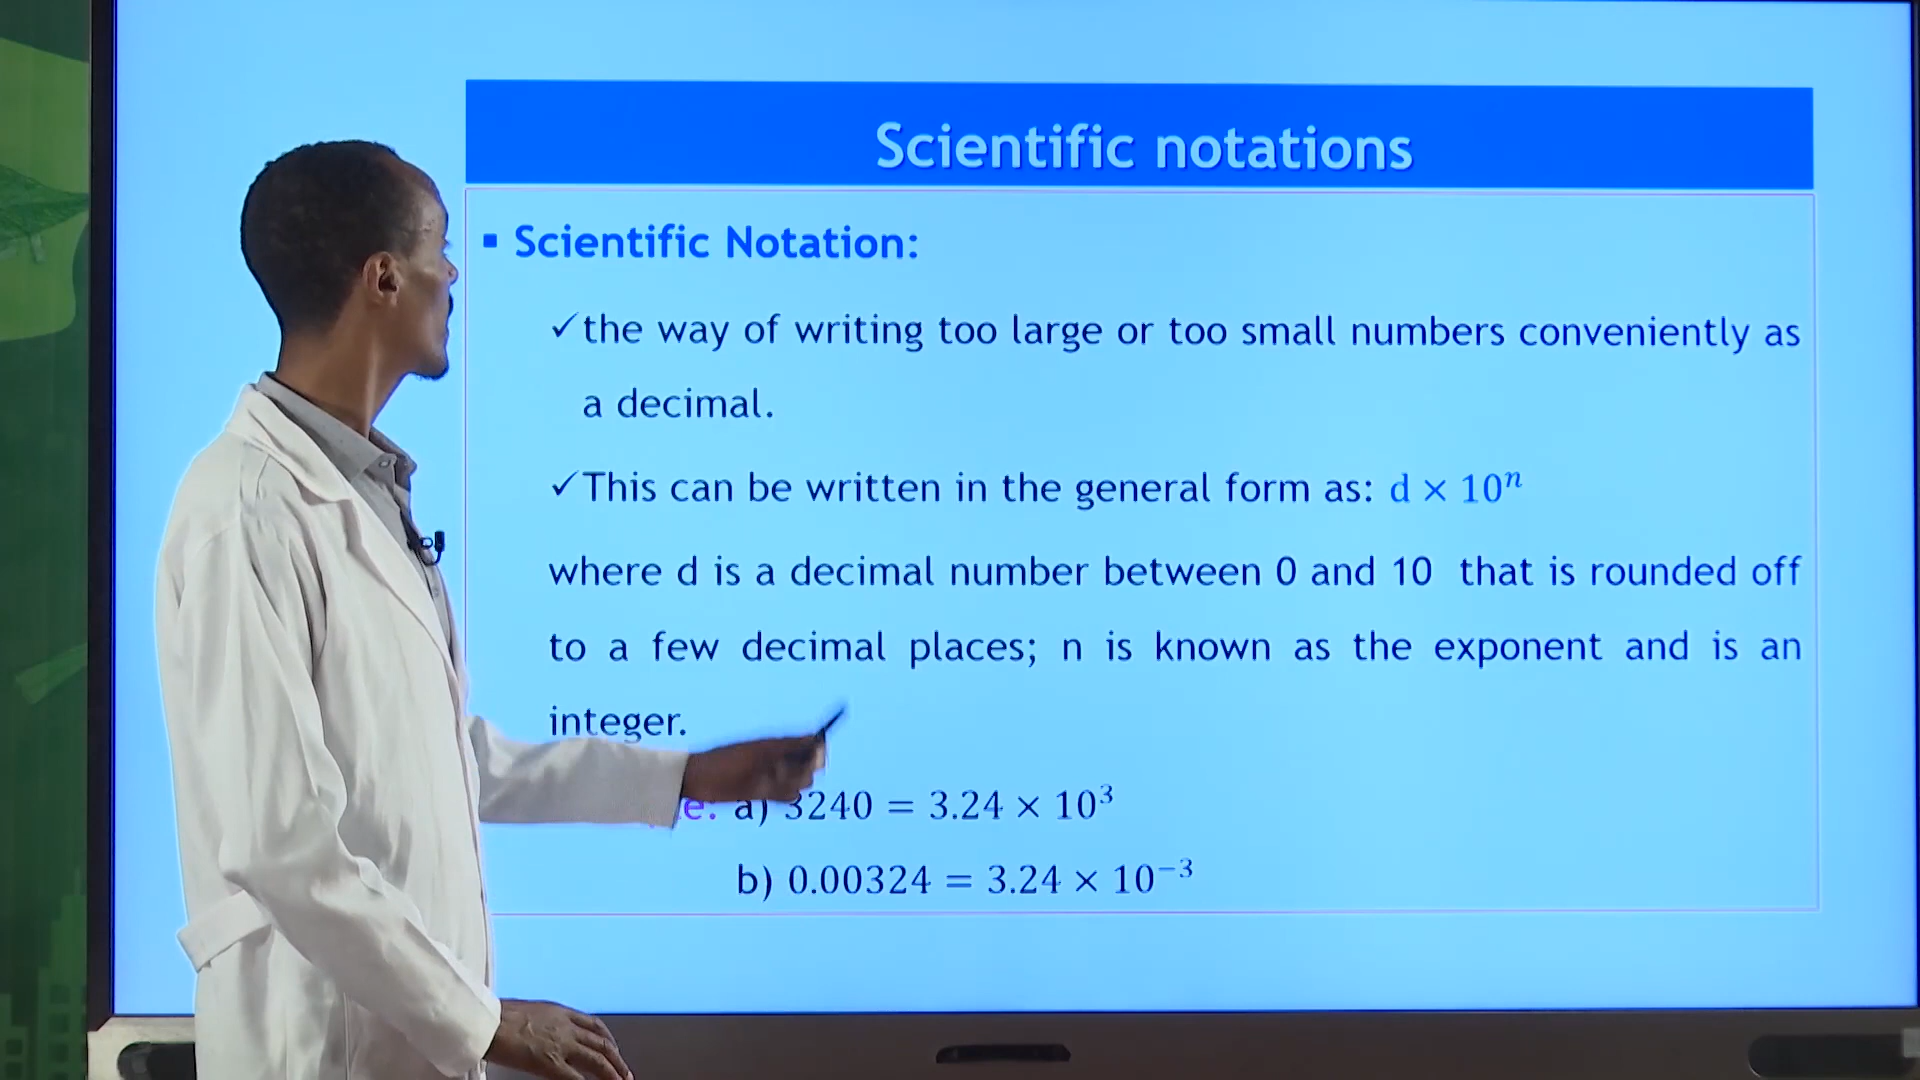 Scientific notations
▪ Scientific Notation:
✓the way of writing too large or too small numbers conveniently as
a decimal.
✓This can be written in the general form as: d × 10ⁿ
where d is a decimal number between 0 and 10 that is rounded off
to a few decimal places; n is known as the exponent and is an
integer.
a) 3240 = 3.24 × 10³
b) 0.00324 = 3.24 × 10⁻³